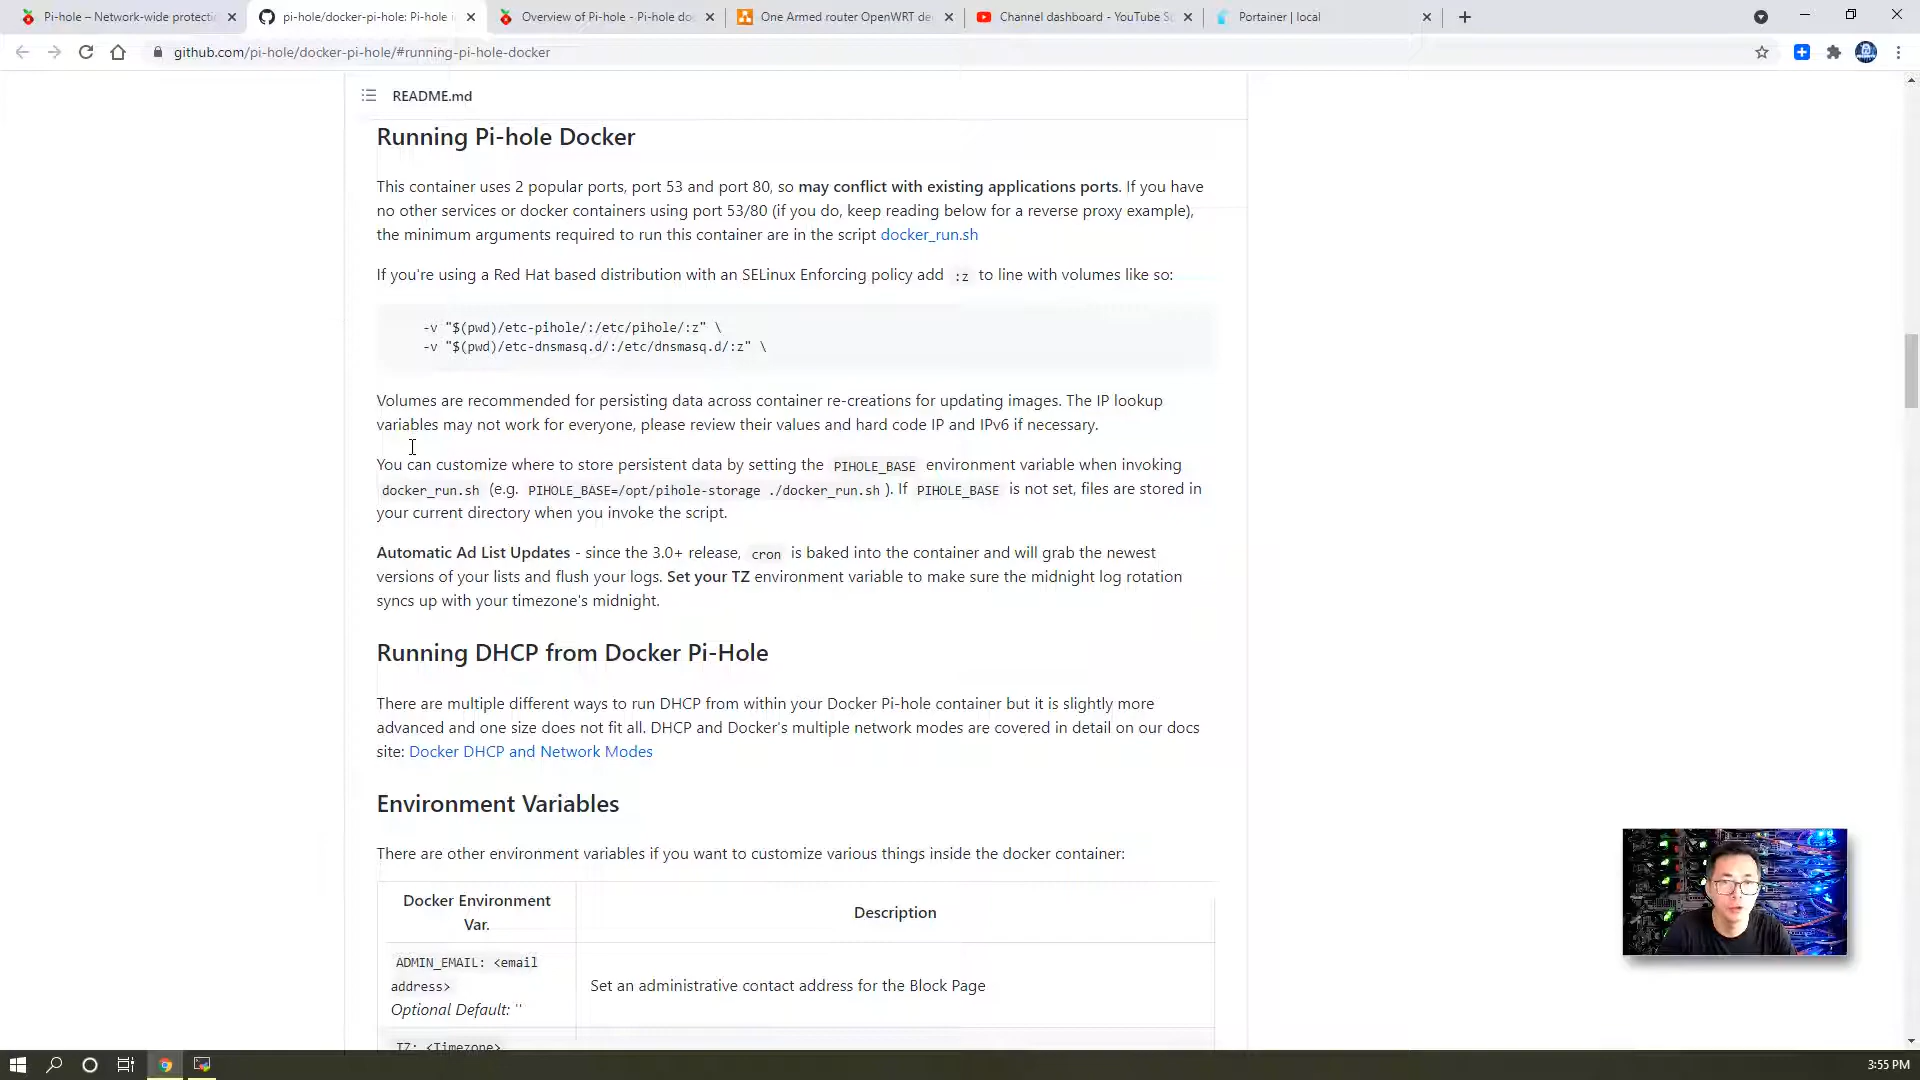 Pi-hole – Network-wide protecti
pi-hole/docker-pi-hole: Pi-hole i
Overview of Pi-hole - Pi-hole do
One Armed router OpenWRT de
Channel dashboard - YouTube S
Portainer | local
github.com/pi-hole/docker-pi-hole/#running-pi-hole-docker
README.md
Running Pi-hole Docker
This container uses 2 popular ports, port 53 and port 80, so may conflict with existing applications ports. If you have
no other services or docker containers using port 53/80 (if you do, keep reading below for a reverse proxy example),
the minimum arguments required to run this container are in the script docker_run.sh
If you're using a Red Hat based distribution with an SELinux Enforcing policy add :z to line with volumes like so:
-v "$(pwd)/etc-pihole/:/etc/pihole/:z" \
-v "$(pwd)/etc-dnsmasq.d/:/etc/dnsmasq.d/:z" \
Volumes are recommended for persisting data across container re-creations for updating images. The IP lookup
variables may not work for everyone, please review their values and hard code IP and IPv6 if necessary.
You can customize where to store persistent data by setting the PIHOLE_BASE environment variable when invoking
docker_run.sh (e.g. PIHOLE_BASE=/opt/pihole-storage ./docker_run.sh ). If PIHOLE_BASE is not set, files are stored in
your current directory when you invoke the script.
Automatic Ad List Updates - since the 3.0+ release, cron is baked into the container and will grab the newest
versions of your lists and flush your logs. Set your TZ environment variable to make sure the midnight log rotation
syncs up with your timezone's midnight.
Running DHCP from Docker Pi-Hole
There are multiple different ways to run DHCP from within your Docker Pi-hole container but it is slightly more
advanced and one size does not fit all. DHCP and Docker's multiple network modes are covered in detail on our docs
site: Docker DHCP and Network Modes
Environment Variables
There are other environment variables if you want to customize various things inside the docker container:
Docker Environment
Var.
Description
ADMIN_EMAIL: <email
address>
Optional Default: ''
Set an administrative contact address for the Block Page
TZ: <Timezone>
3:55 PM